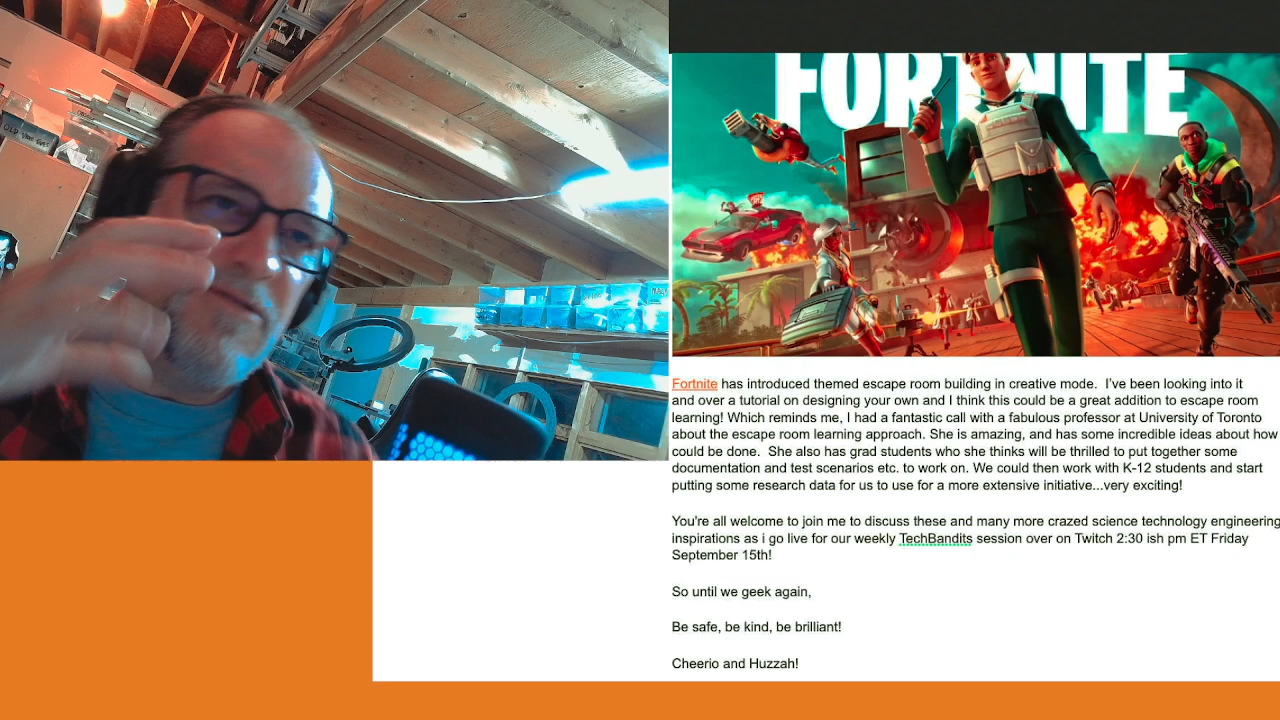 FORTNITE
Fortnite has introduced themed escape room building in creative mode.  I've been looking into it
and over a tutorial on designing your own and I think this could be a great addition to escape room
learning! Which reminds me, I had a fantastic call with a fabulous professor at University of Toronto
about the escape room learning approach. She is amazing, and has some incredible ideas about how
could be done.  She also has grad students who she thinks will be thrilled to put together some
documentation and test scenarios etc. to work on. We could then work with K-12 students and start
putting some research data for us to use for a more extensive initiative...very exciting!
You're all welcome to join me to discuss these and many more crazed science technology engineering
inspirations as i go live for our weekly TechBandits session over on Twitch 2:30 ish pm ET Friday
September 15th!
So until we geek again,
Be safe, be kind, be brilliant!
Cheerio and Huzzah!